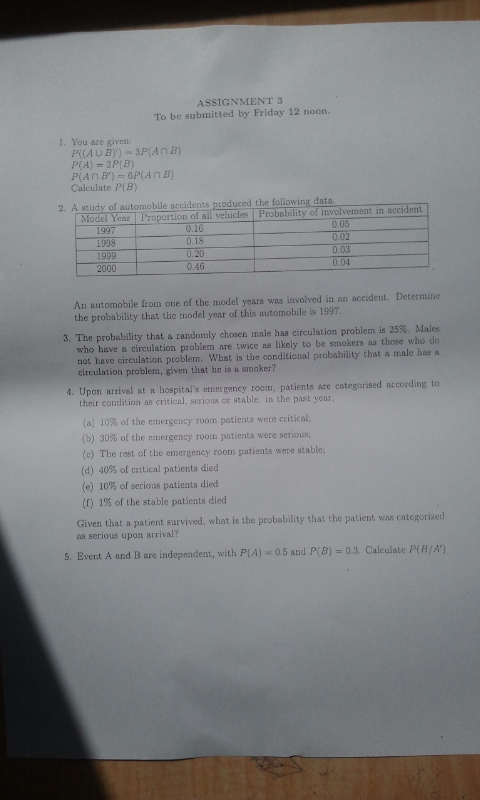 ASSIGNMENT 3
To be submitted by Friday 12 noon.
1. You are given:
P((A ∪ B)′) = 3P(A ∩ B)
P(A) = 2P(B)
P(A ∩ B′) = 6P(A ∩ B)
Calculate P(B)
2. A study of automobile accidents produced the following data.
Model Year Proportion of all vehicles Probability of involvement in accident
1997 0.16 0.05
1998 0.18 0.02
1999 0.20 0.03
2000 0.46 0.04
An automobile from one of the model years was involved in an accident. Determine
the probability that the model year of this automobile is 1997.
3. The probability that a randomly chosen male has circulation problem is 25%. Males
who have a circulation problem are twice as likely to be smokers as those who do
not have circulation problem. What is the conditional probability that a male has a
circulation problem, given that he is a smoker?
4. Upon arrival at a hospital's emergency room, patients are categorised according to
their condition as critical, serious or stable. in the past year,
(a) 10% of the emergency room patients were critical;
(b) 30% of the emergency room patients were serious;
(c) The rest of the emergency room patients were stable;
(d) 40% of critical patients died
(e) 10% of serious patients died
(f) 1% of the stable patients died
Given that a patient survived, what is the probability that the patient was categorized
as serious upon arrival?
5. Event A and B are independent, with P(A) = 0.5 and P(B) = 0.3. Calculate P(B/A′)